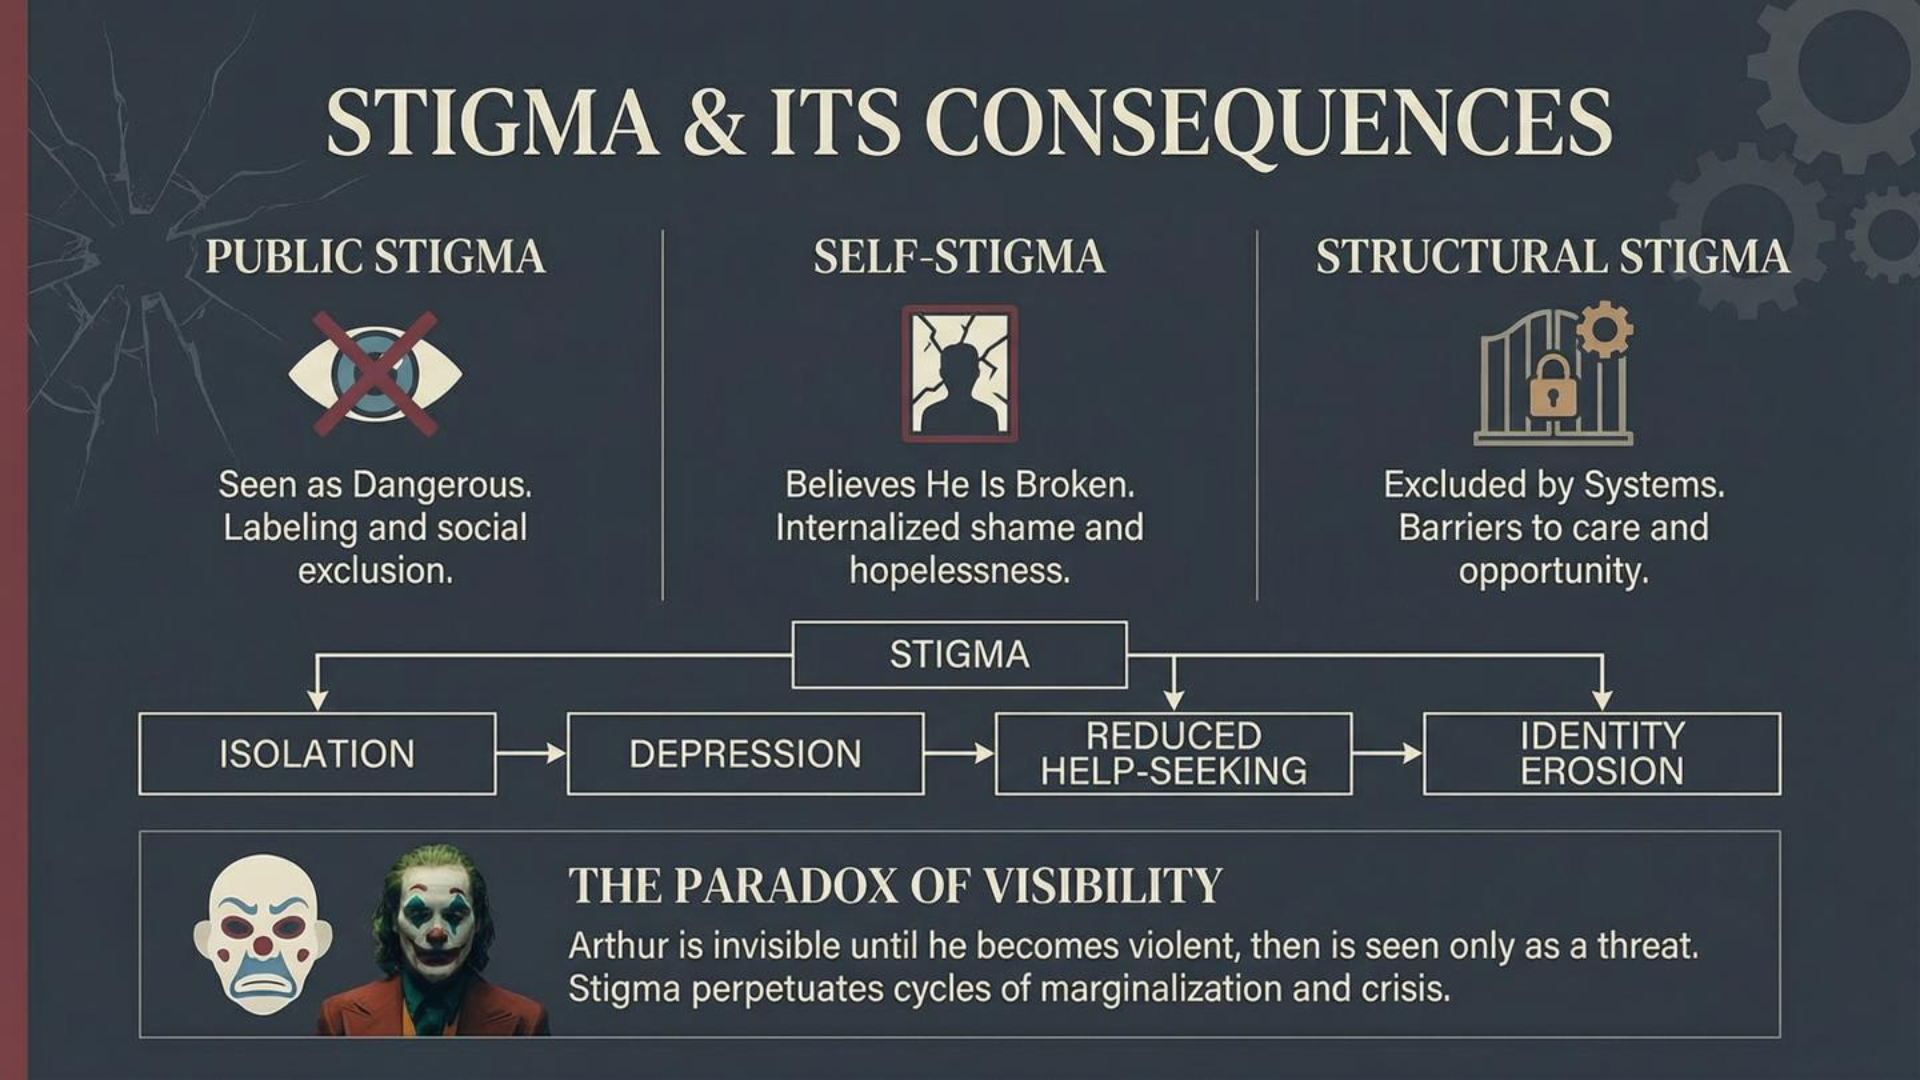 STIGMA & ITS CONSEQUENCES
PUBLIC STIGMA
Seen as Dangerous.
Labeling and social
exclusion.
SELF-STIGMA
Believes He Is Broken.
Internalized shame and
hopelessness.
STRUCTURAL STIGMA
Excluded by Systems.
Barriers to care and
opportunity.
STIGMA
ISOLATION
DEPRESSION
REDUCED
HELP-SEEKING
IDENTITY
EROSION
THE PARADOX OF VISIBILITY
Arthur is invisible until he becomes violent, then is seen only as a threat.
Stigma perpetuates cycles of marginalization and crisis.